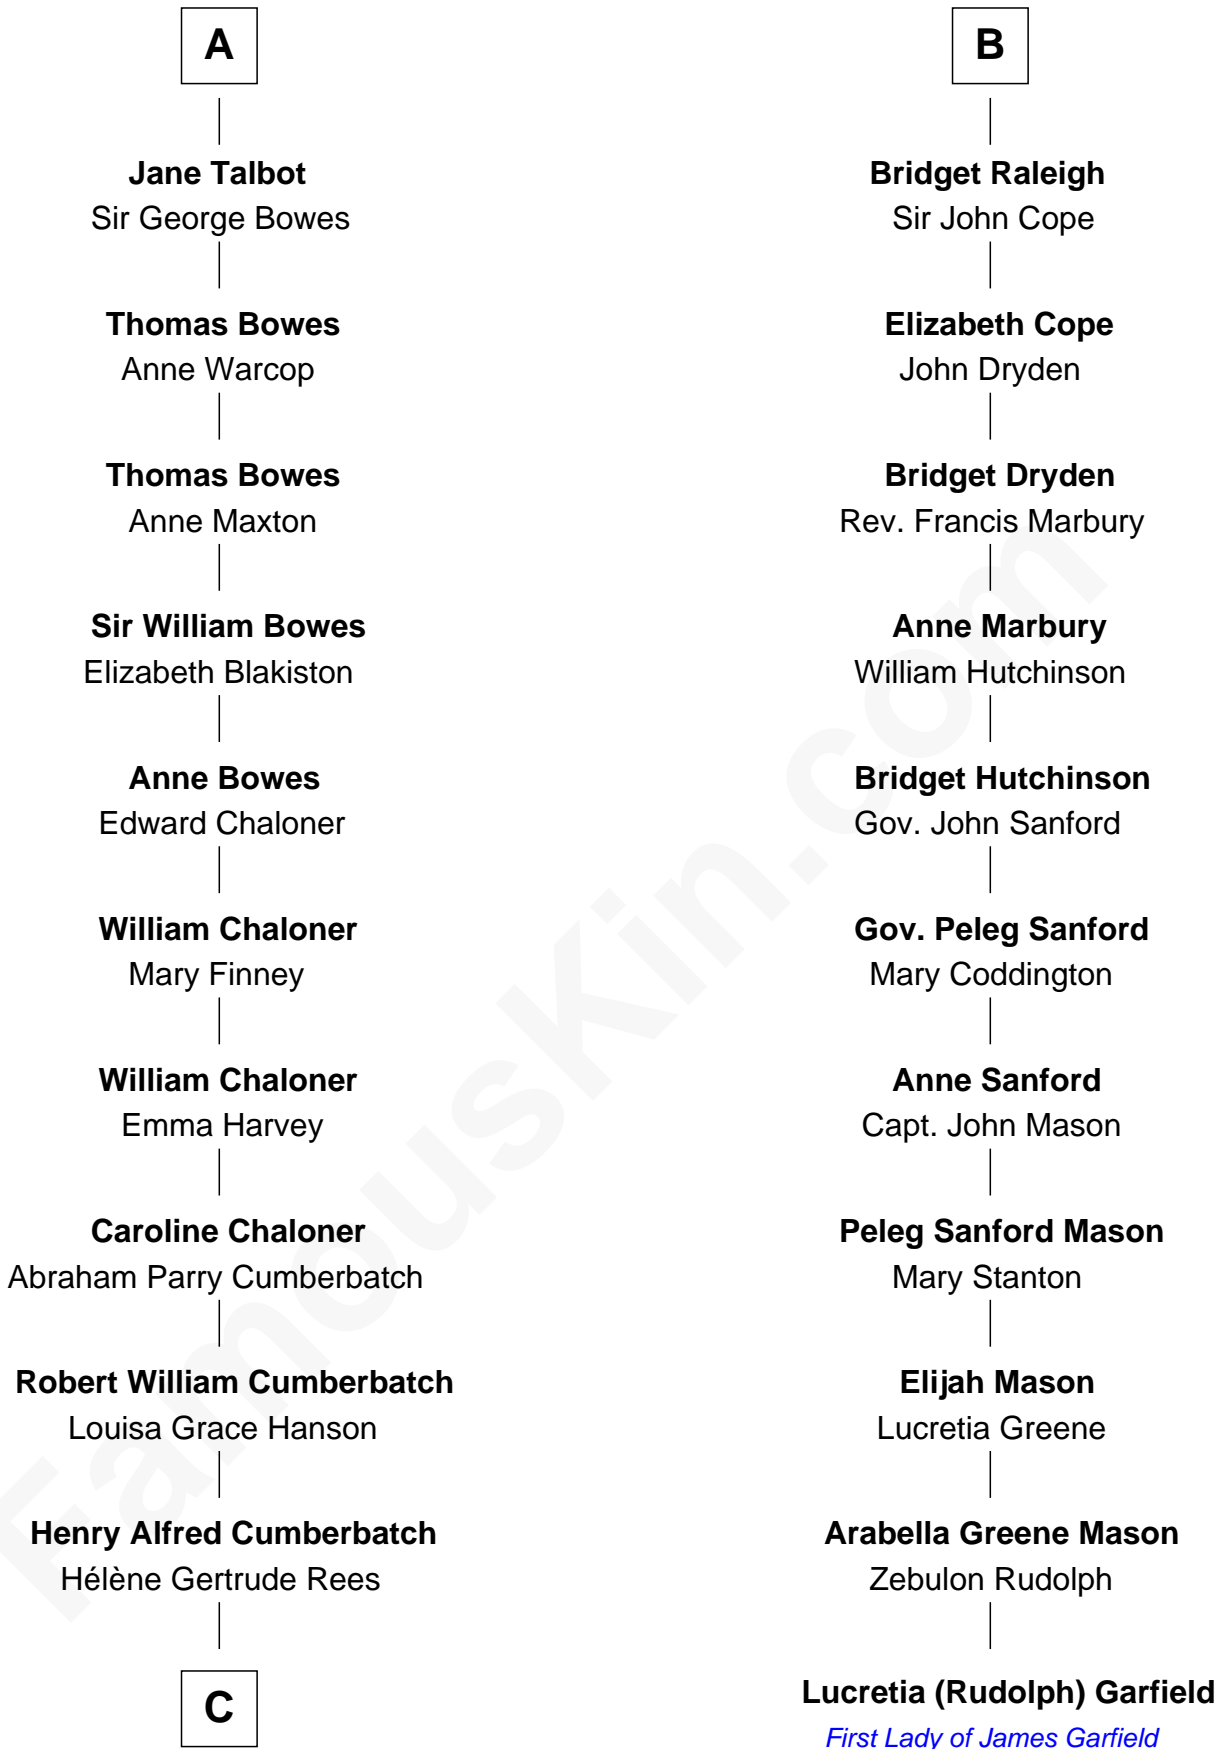 A
Jane Talbot
Sir George Bowes
Thomas Bowes
Anne Warcop
Thomas Bowes
Anne Maxton
Sir William Bowes
Elizabeth Blakiston
Anne Bowes
Edward Chaloner
William Chaloner
Mary Finney
William Chaloner
Emma Harvey
Caroline Chaloner
Abraham Parry Cumberbatch
Robert William Cumberbatch
Louisa Grace Hanson
Henry Alfred Cumberbatch
Hélène Gertrude Rees
C
B
Bridget Raleigh
Sir John Cope
Elizabeth Cope
John Dryden
Bridget Dryden
Rev. Francis Marbury
Anne Marbury
William Hutchinson
Bridget Hutchinson
Gov. John Sanford
Gov. Peleg Sanford
Mary Coddington
Anne Sanford
Capt. John Mason
Peleg Sanford Mason
Mary Stanton
Elijah Mason
Lucretia Greene
Arabella Greene Mason
Zebulon Rudolph
Lucretia (Rudolph) Garfield
First Lady of James Garfield
FamousKin.com